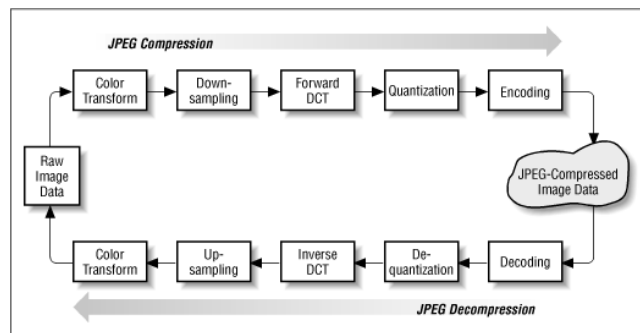 JPEG Compression
Color
Transform
Down-
sampling
Forward
DCT
Quantization
Encoding
Raw
Image
Data
JPEG-Compressed
Image Data
Color
Transform
Up-
sampling
Inverse
DCT
De-
quantization
Decoding
JPEG Decompression